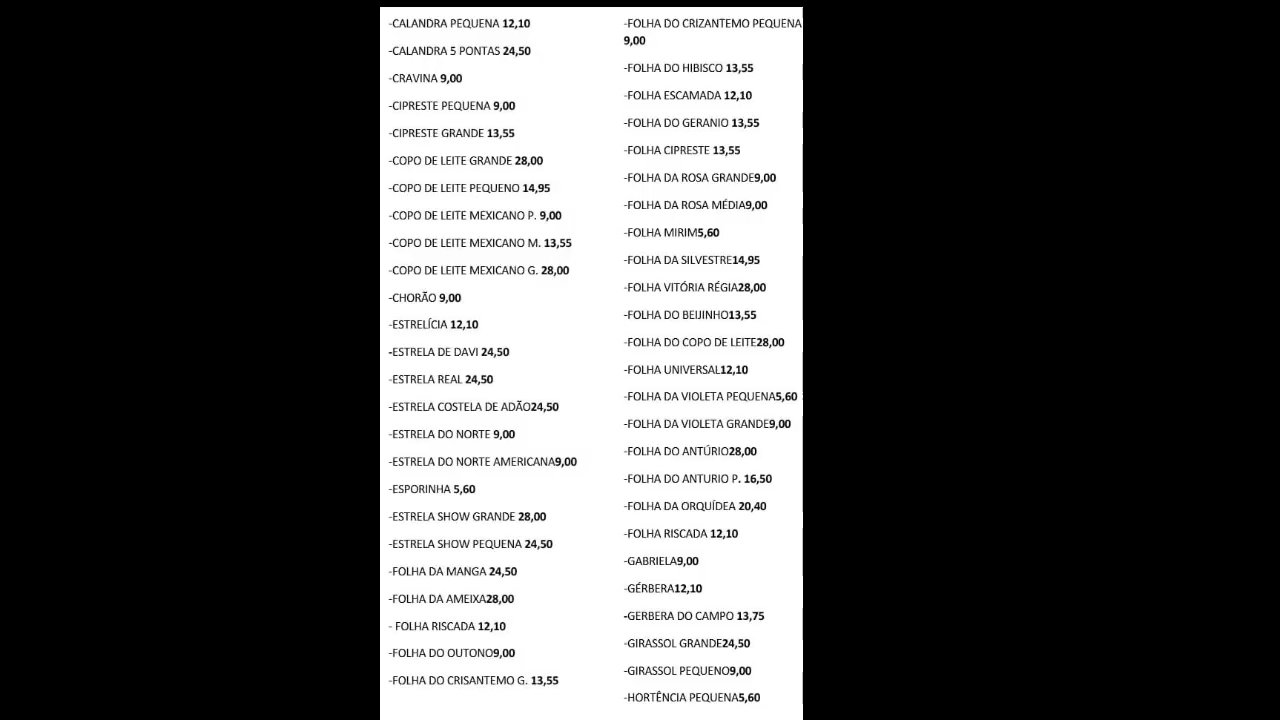 -CALANDRA PEQUENA 12,10
-CALANDRA 5 PONTAS 24,50
-CRAVINA 9,00
-CIPRESTE PEQUENA 9,00
-CIPRESTE GRANDE 13,55
-COPO DE LEITE GRANDE 28,00
-COPO DE LEITE PEQUENO 14,95
-COPO DE LEITE MEXICANO P. 9,00
-COPO DE LEITE MEXICANO M. 13,55
-COPO DE LEITE MEXICANO G. 28,00
-CHORÃO 9,00
-ESTRELÍCIA 12,10
-ESTRELA DE DAVI 24,50
-ESTRELA REAL 24,50
-ESTRELA COSTELA DE ADÃO24,50
-ESTRELA DO NORTE 9,00
-ESTRELA DO NORTE AMERICANA9,00
-ESPORINHA 5,60
-ESTRELA SHOW GRANDE 28,00
-ESTRELA SHOW PEQUENA 24,50
-FOLHA DA MANGA 24,50
-FOLHA DA AMEIXA28,00
- FOLHA RISCADA 12,10
-FOLHA DO OUTONO9,00
-FOLHA DO CRISANTEMO G. 13,55
-FOLHA DO CRIZANTEMO PEQUENA
9,00
-FOLHA DO HIBISCO 13,55
-FOLHA ESCAMADA 12,10
-FOLHA DO GERANIO 13,55
-FOLHA CIPRESTE 13,55
-FOLHA DA ROSA GRANDE9,00
-FOLHA DA ROSA MÉDIA9,00
-FOLHA MIRIM5,60
-FOLHA DA SILVESTRE14,95
-FOLHA VITÓRIA RÉGIA28,00
-FOLHA DO BEIJINHO13,55
-FOLHA DO COPO DE LEITE28,00
-FOLHA UNIVERSAL12,10
-FOLHA DA VIOLETA PEQUENA5,60
-FOLHA DA VIOLETA GRANDE9,00
-FOLHA DO ANTÚRIO28,00
-FOLHA DO ANTURIO P. 16,50
-FOLHA DA ORQUÍDEA 20,40
-FOLHA RISCADA 12,10
-GABRIELA9,00
-GÉRBERA12,10
-GERBERA DO CAMPO 13,75
-GIRASSOL GRANDE24,50
-GIRASSOL PEQUENO9,00
-HORTÊNCIA PEQUENA5,60